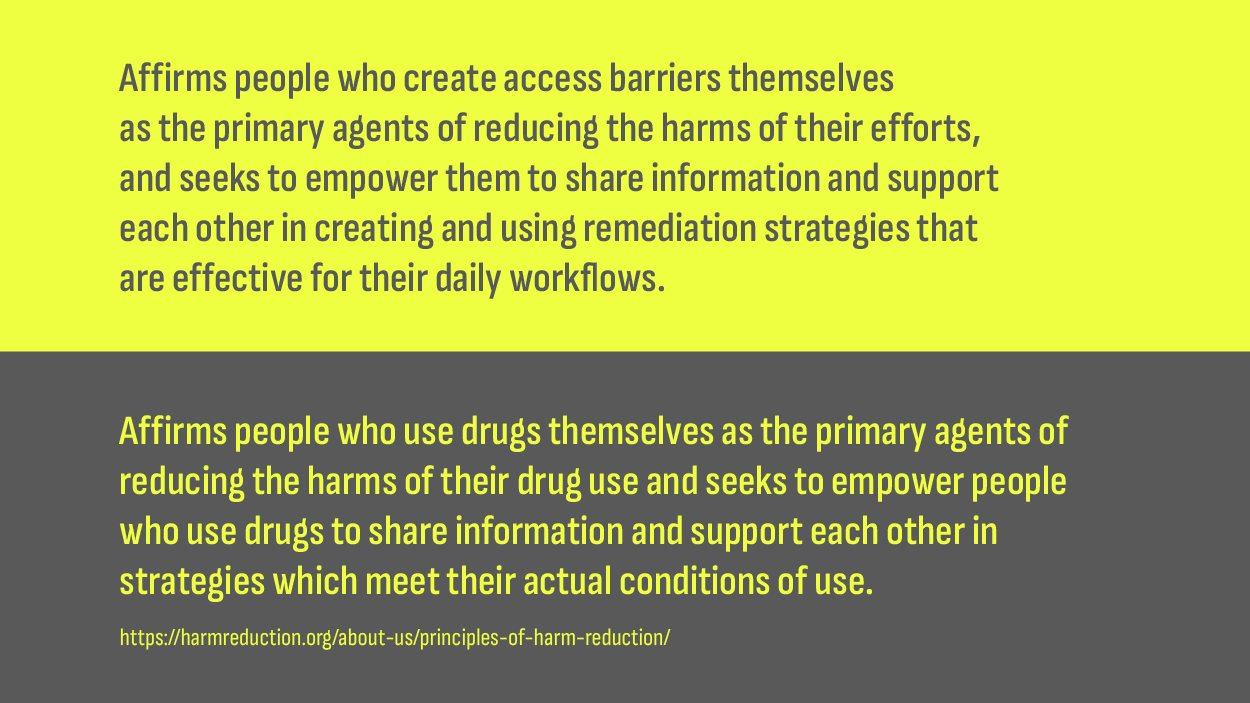 Affirms people who create access barriers themselves
as the primary agents of reducing the harms of their efforts,
and seeks to empower them to share information and support
each other in creating and using remediation strategies that
are effective for their daily workflows.
Affirms people who use drugs themselves as the primary agents of
reducing the harms of their drug use and seeks to empower people
who use drugs to share information and support each other in
strategies which meet their actual conditions of use.
https://harmreduction.org/about-us/principles-of-harm-reduction/